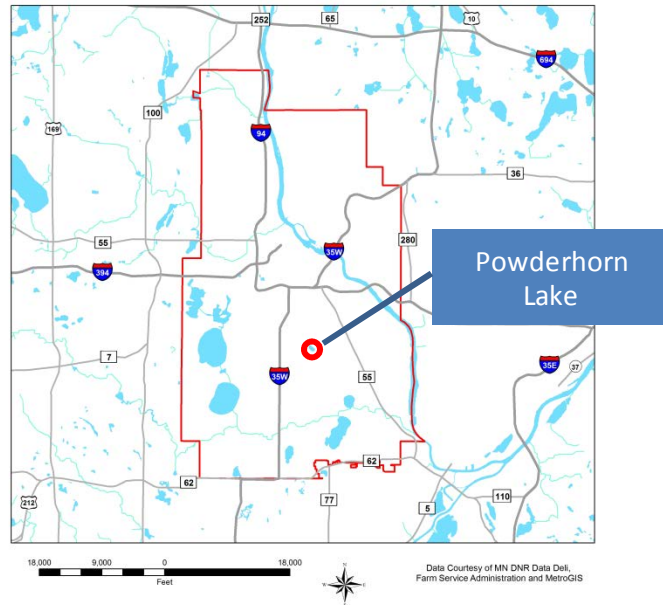 252
65
10
694
100
169
94
36
55
280
35W
394
Powderhorn
Lake
7
35W
55
35E
37
62
62
212
77
110
5
18,000 9,000 0 18,000
Feet
N
W E
S
Data Courtesy of MN DNR Data Deli,
Farm Service Administration and MetroGIS